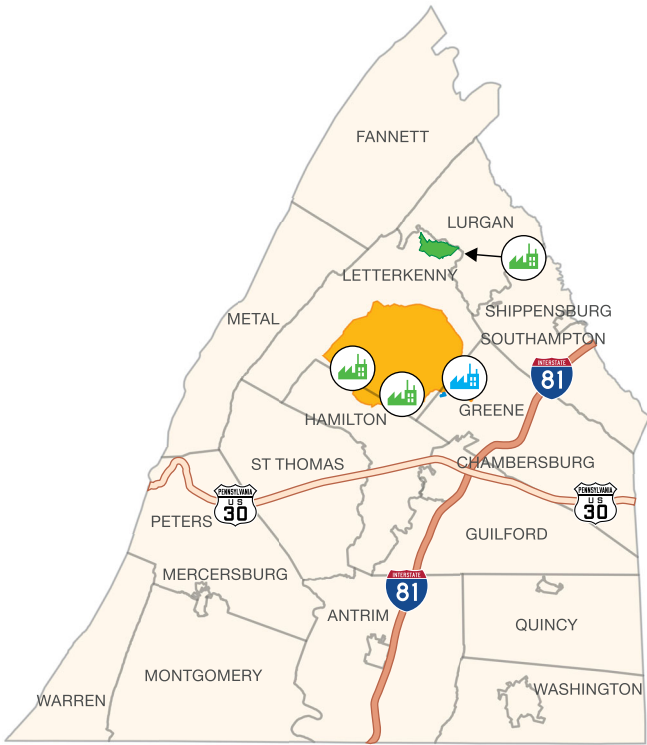 FANNETT
LURGAN
LETTERKENNY
SHIPPENSBURG
METAL
SOUTHAMPTON
INTERSTATE
81
GREENE
HAMILTON
ST THOMAS
CHAMBERSBURG
PENNSYLVANIA
US
30
PENNSYLVANIA
US
30
PETERS
GUILFORD
MERCERSBURG
INTERSTATE
81
ANTRIM
QUINCY
MONTGOMERY
WASHINGTON
WARREN